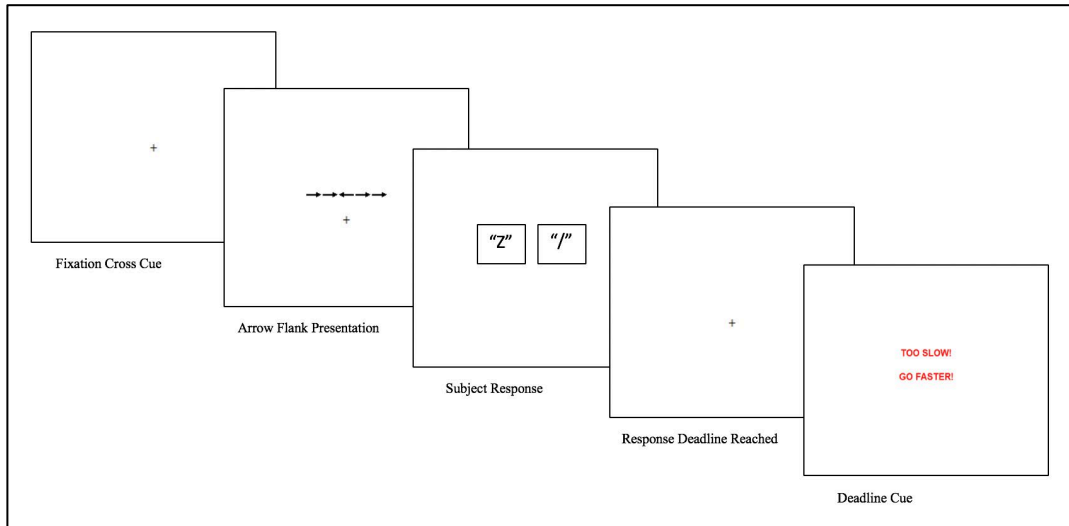 Fixation Cross Cue
Arrow Flank Presentation
“Z” “/”
Subject Response
Response Deadline Reached
TOO SLOW!
GO FASTER!
Deadline Cue